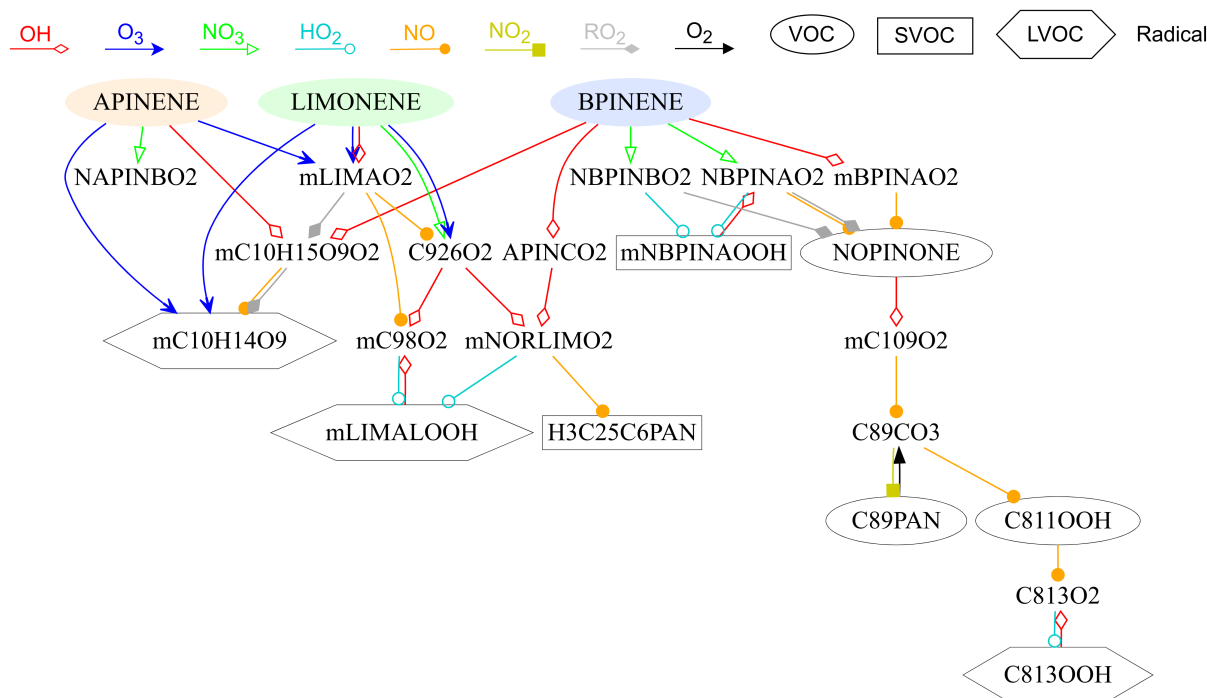 OH O₃ NO₃ HO₂ NO NO₂ RO₂ O₂ VOC SVOC LVOC Radical
APINENE LIMONENE BPINENE
NAPINBO2 mLIMAO2 NBPINBO2 NBPINAO2 mBPINAO2
mC10H15O9O2 C926O2 APINCO2 mNBPINAOOH NOPINONE
mC10H14O9 mC98O2 mNORLIMO2 mC109O2
mLIMALOOH H3C25C6PAN C89CO3
C89PAN C811OOH
C813O2
C813OOH